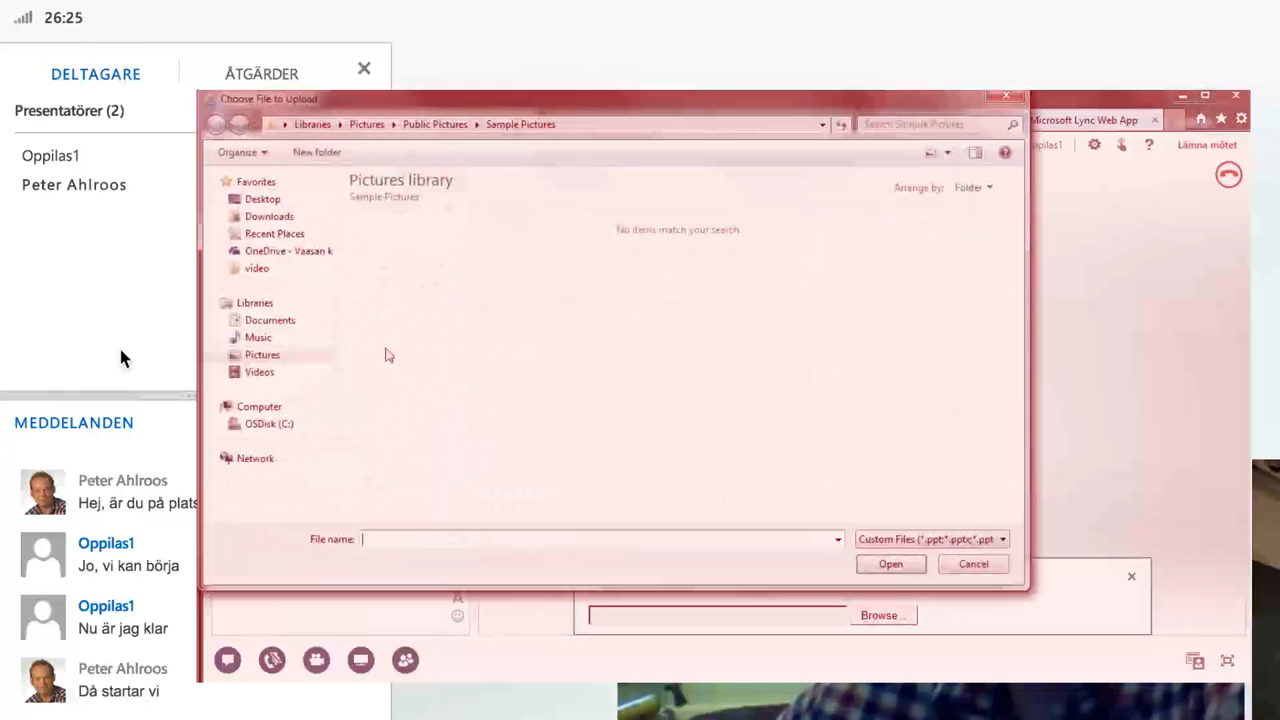 26:25
DELTAGARE
ÅTGÄRDER
Presentatörer (2)
Oppilas1
Peter Ahlroos
MEDDELANDEN
Peter Ahlroos
Hej, är du på plats
Oppilas1
Jo, vi kan börja
Oppilas1
Nu är jag klar
Peter Ahlroos
Då startar vi
Choose File to Upload
Libraries Pictures Public Pictures Sample Pictures
Search Sample Pictures
Organize
New folder
Favorites
Desktop
Downloads
Recent Places
OneDrive - Vaasan k
video
Libraries
Documents
Music
Pictures
Videos
Computer
OSDisk (C:)
Network
Pictures library
Sample Pictures
Arrange by: Folder
No items match your search.
File name:
Custom Files (*.ppt;*.pptx;*.ppt
Open
Cancel
Microsoft Lync Web App
Lämna mötet
Browse...